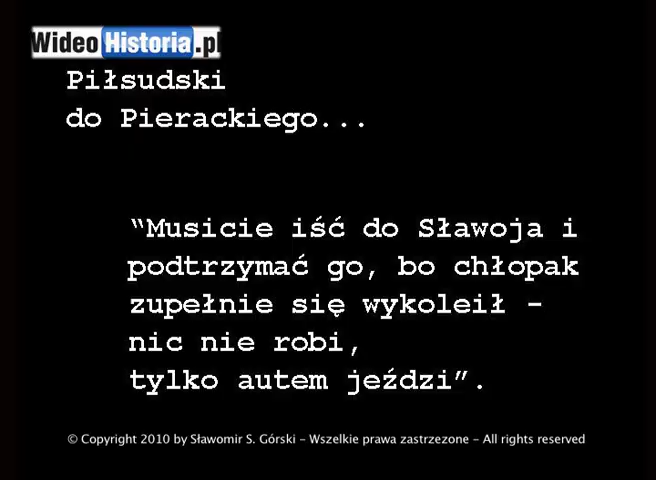 WideoHistoria.pl
Piłsudski
do Pierackiego...
“Musicie iść do Sławoja i
podtrzymać go, bo chłopak
zupełnie się wykoleił –
nic nie robi,
tylko autem jeździ”.
© Copyright 2010 by Sławomir S. Górski – Wszelkie prawa zastrzezone – All rights reserved